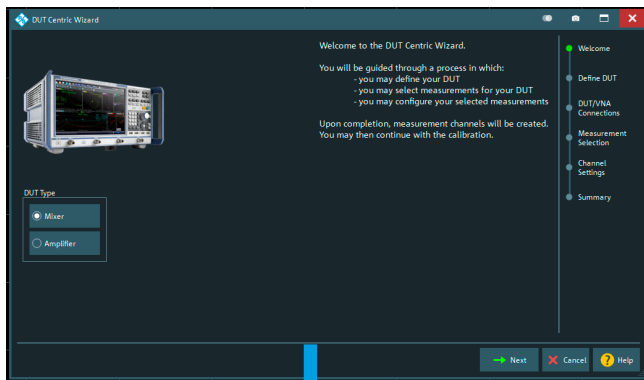 DUT Centric Wizard
Welcome to the DUT Centric Wizard.
You will be guided through a process in which:
- you may define your DUT
- you may select measurements for your DUT
- you may configure your selected measurements
Upon completion, measurement channels will be created.
You may then continue with the calibration.
DUT Type
Mixer
Amplifier
Welcome
Define DUT
DUT/VNA
Connections
Measurement
Selection
Channel
Settings
Summary
Next
Cancel
? Help